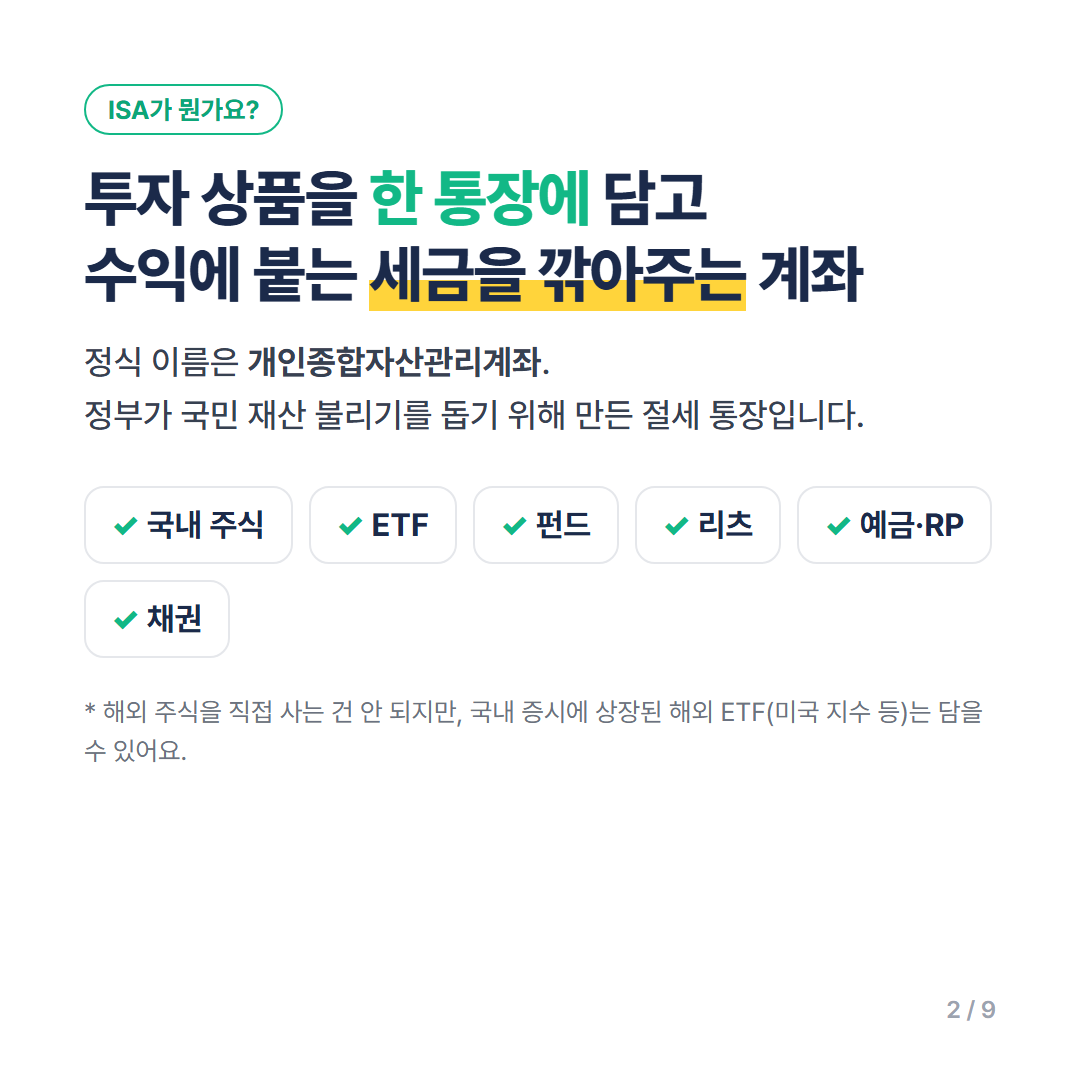 ISA가 뭔가요?
투자 상품을 한 통장에 담고
수익에 붙는 세금을 깎아주는 계좌
정식 이름은 개인종합자산관리계좌.
정부가 국민 재산 불리기를 돕기 위해 만든 절세 통장입니다.
✔ 국내 주식 ✔ ETF ✔ 펀드 ✔ 리츠 ✔ 예금·RP
✔ 채권
* 해외 주식을 직접 사는 건 안 되지만, 국내 증시에 상장된 해외 ETF(미국 지수 등)는 담을
수 있어요.
2 / 9